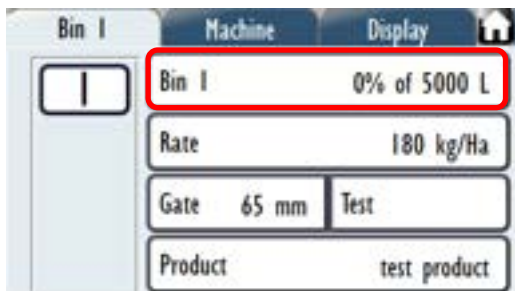 Bin 1 Machine Display
1
Bin 1 0% of 5000 L
Rate 180 kg/Ha
Gate 65 mm Test
Product test product